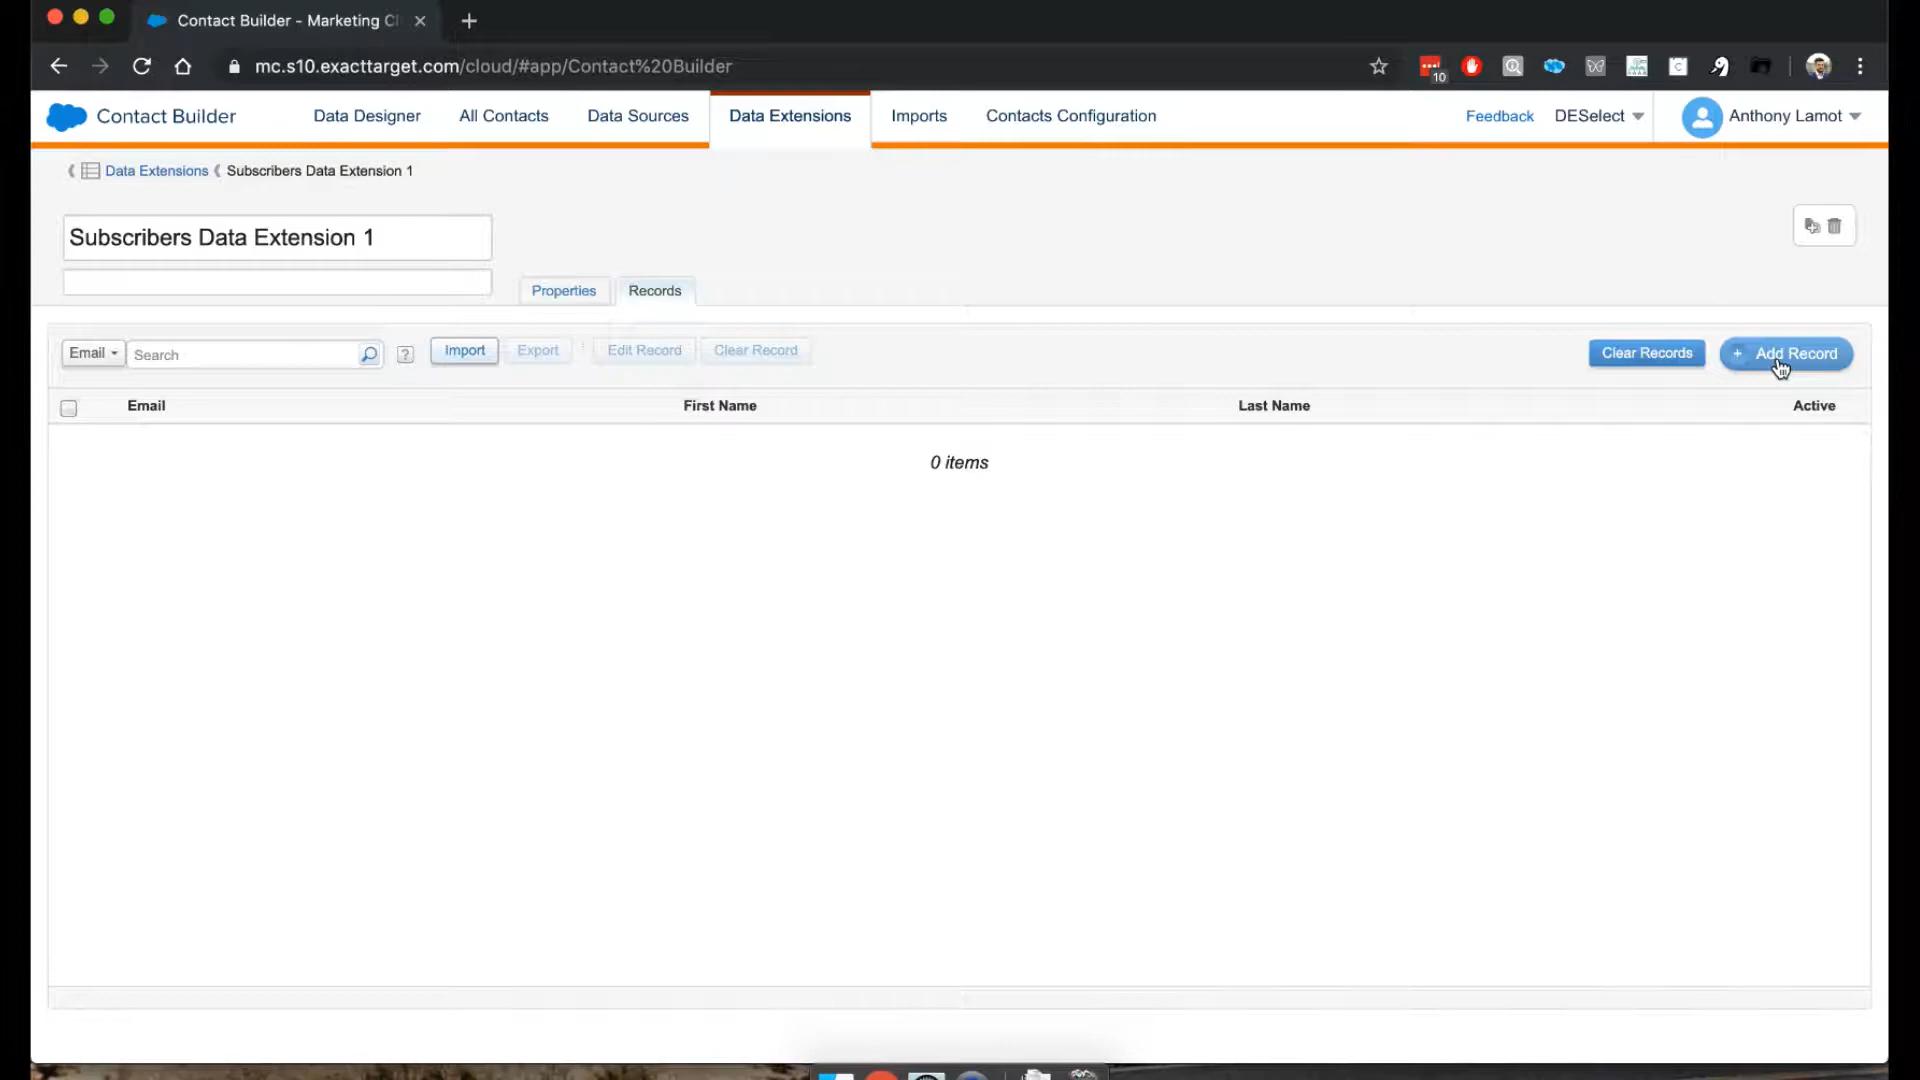 Contact Builder - Marketing Cl
mc.s10.exacttarget.com/cloud/#app/Contact%20Builder
10
Contact Builder
Data Designer
All Contacts
Data Sources
Data Extensions
Imports
Contacts Configuration
Feedback
DESelect
Anthony Lamot
Data Extensions
Subscribers Data Extension 1
Subscribers Data Extension 1
Properties
Records
Email
Search
?
Import
Export
Edit Record
Clear Record
Clear Records
+ Add Record
Email
First Name
Last Name
Active
0 items